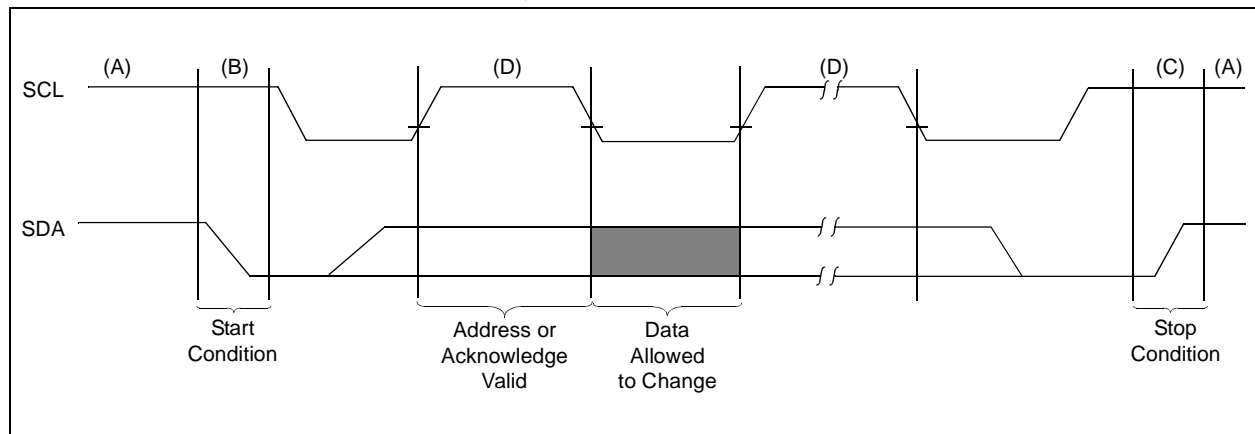 (A) (B) (D) (D) (C) (A)
SCL
SDA
Start
Condition
Address or
Acknowledge
Valid
Data
Allowed
to Change
Stop
Condition